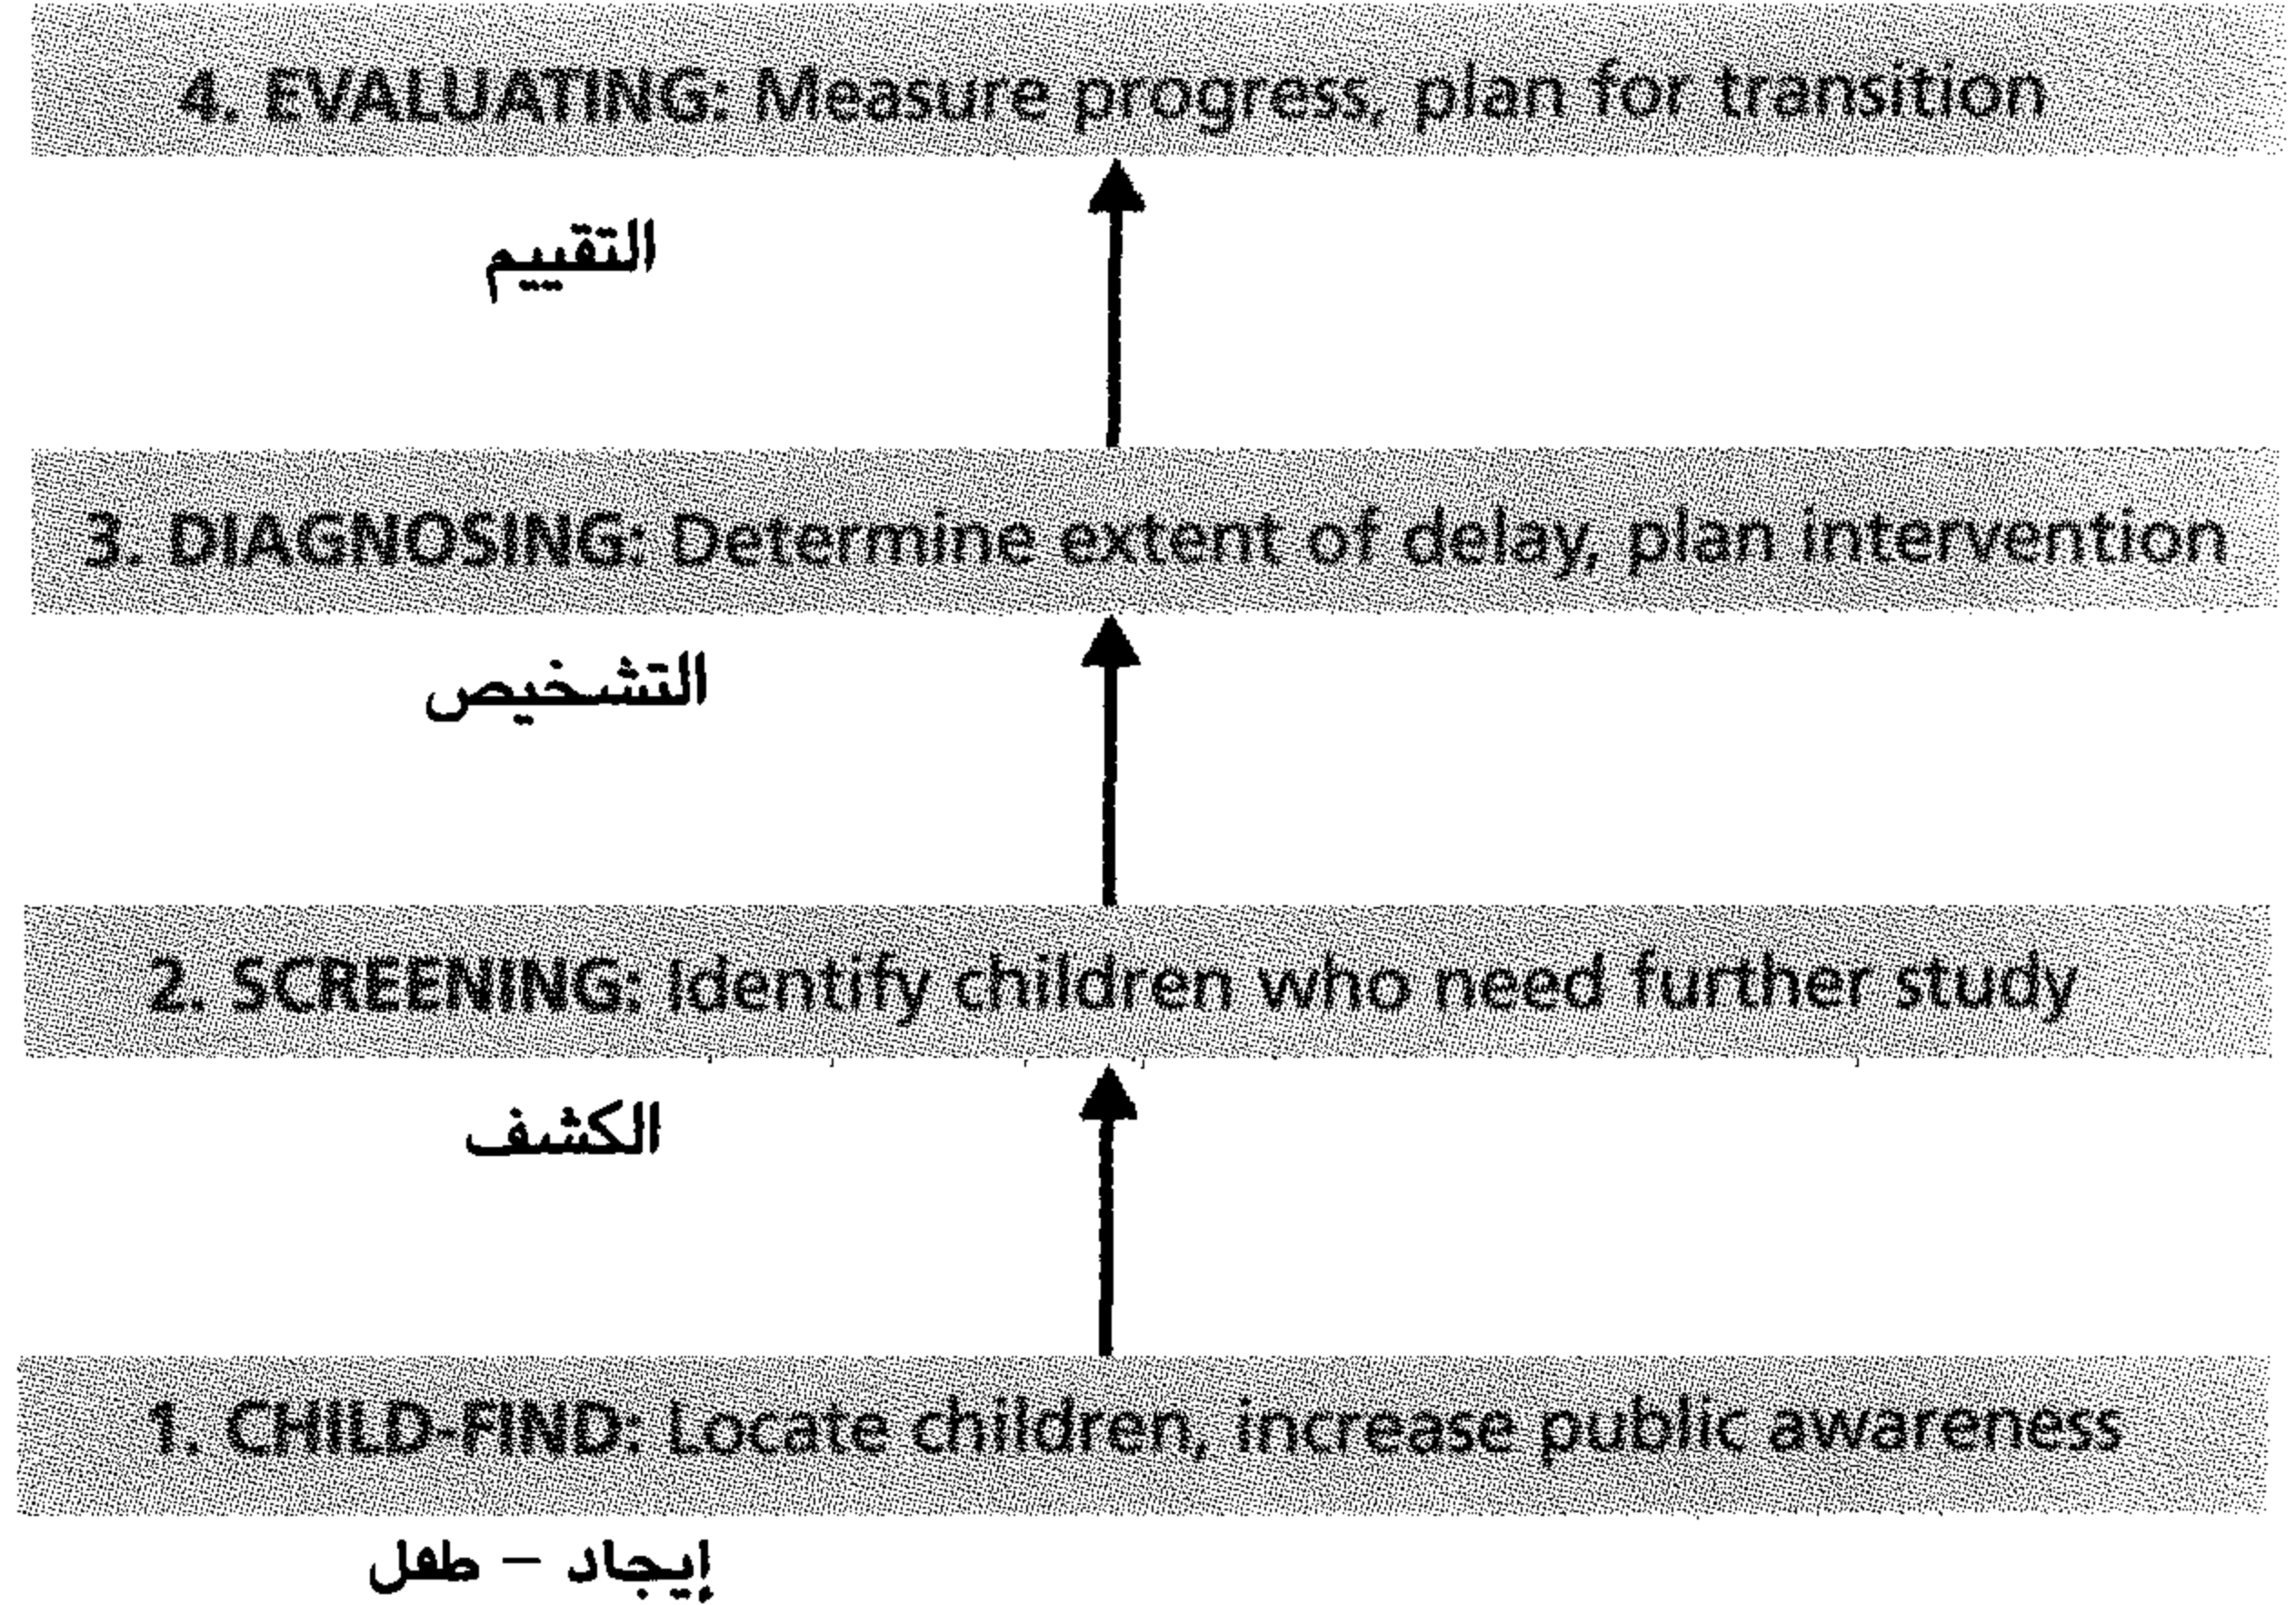 4. EVALUATING: Measure progress, plan for transition
التقييم
3. DIAGNOSING: Determine extent of delay, plan intervention
التشخيص
2. SCREENING: Identify children who need further study
الكشف
1. CHILD-FIND: Locate children, increase public awareness
إيجاد – طفل